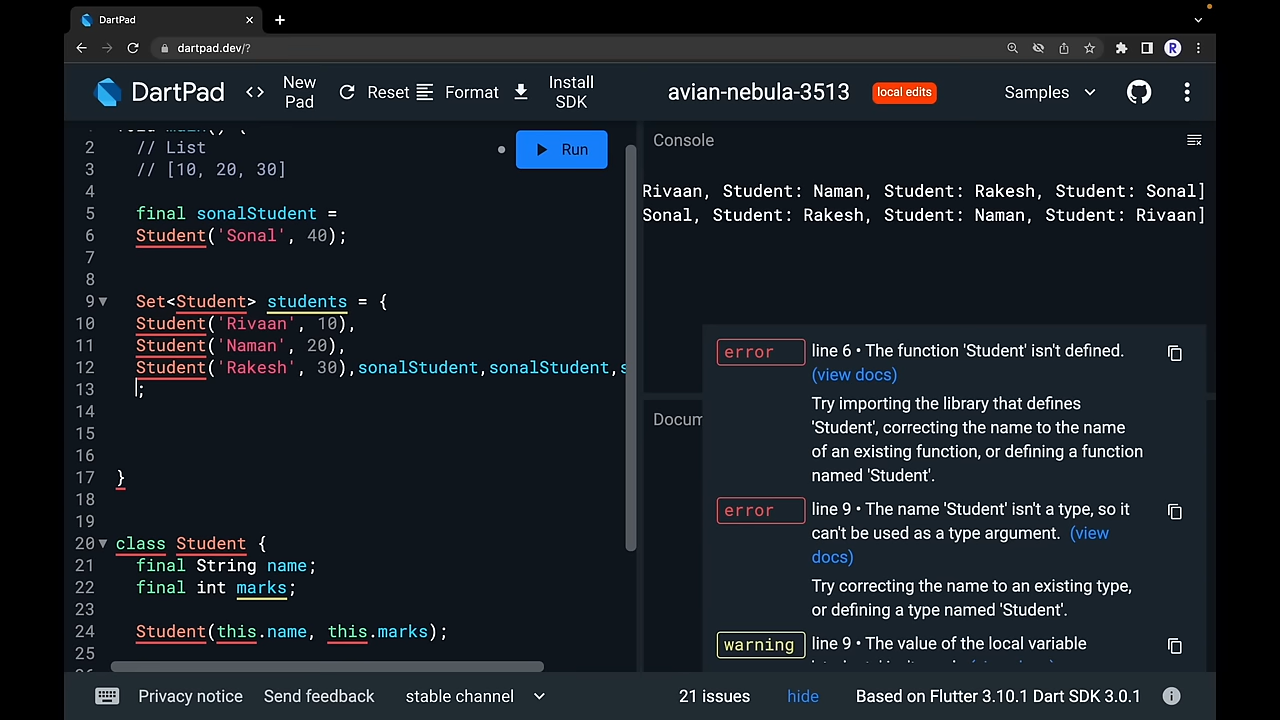 DartPad
dartpad.dev/?
R
DartPad
New Pad
Reset
Format
Install SDK
avian-nebula-3513
local edits
Samples
2 // List
3 // [10, 20, 30]
4
5 final sonalStudent =
6 Student('Sonal', 40);
7
8
9 Set<Student> students = {
10 Student('Rivaan', 10),
11 Student('Naman', 20),
12 Student('Rakesh', 30),sonalStudent,sonalStudent,s
13 ;
14
15
16
17 }
18
19
20 class Student {
21 final String name;
22 final int marks;
23
24 Student(this.name, this.marks);
25
Run
Console
Rivaan, Student: Naman, Student: Rakesh, Student: Sonal]
Sonal, Student: Rakesh, Student: Naman, Student: Rivaan]
Docum
error line 6 • The function 'Student' isn't defined.
(view docs)
Try importing the library that defines
'Student', correcting the name to the name
of an existing function, or defining a function
named 'Student'.
error line 9 • The name 'Student' isn't a type, so it
can't be used as a type argument. (view
docs)
Try correcting the name to an existing type,
or defining a type named 'Student'.
warning line 9 • The value of the local variable
Privacy notice
Send feedback
stable channel
21 issues
hide
Based on Flutter 3.10.1 Dart SDK 3.0.1